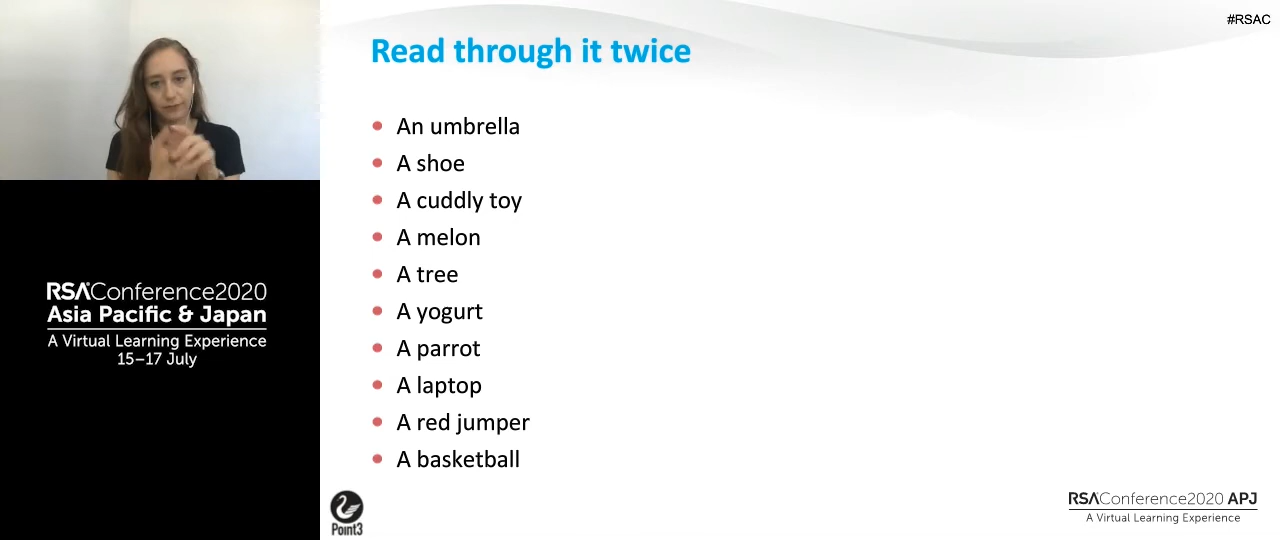 #RSAC
Read through it twice
An umbrella
A shoe
A cuddly toy
A melon
A tree
A yogurt
A parrot
A laptop
A red jumper
A basketball
RSAConference2020
Asia Pacific & Japan
A Virtual Learning Experience
15–17 July
Point3
RSAConference2020 APJ
A Virtual Learning Experience